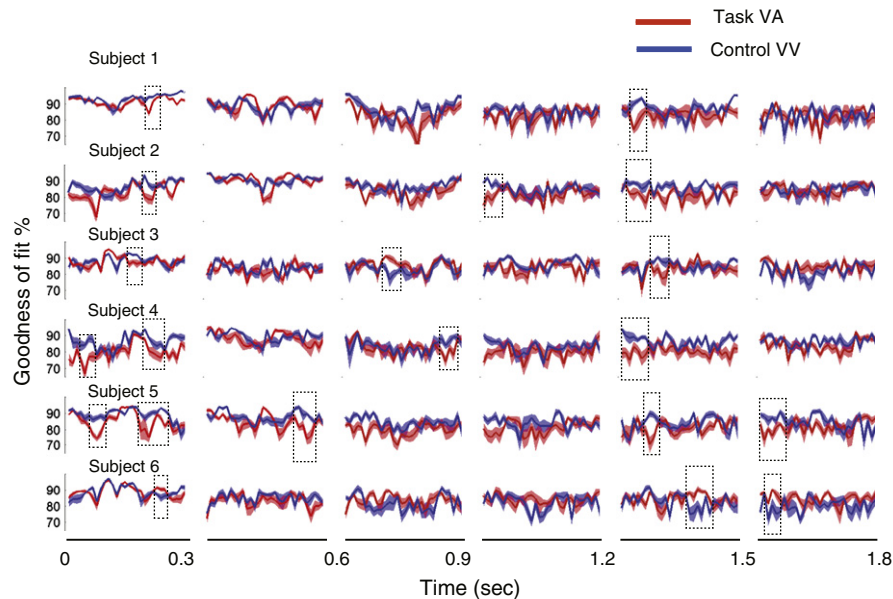 Task VA
Control VV
Subject 1
90
80
70
Subject 2
90
80
70
Subject 3
90
80
70
Subject 4
90
80
70
Subject 5
90
80
70
Subject 6
90
80
70
Goodness of fit %
0 0.3 0.6 0.9 1.2 1.5 1.8
Time (sec)